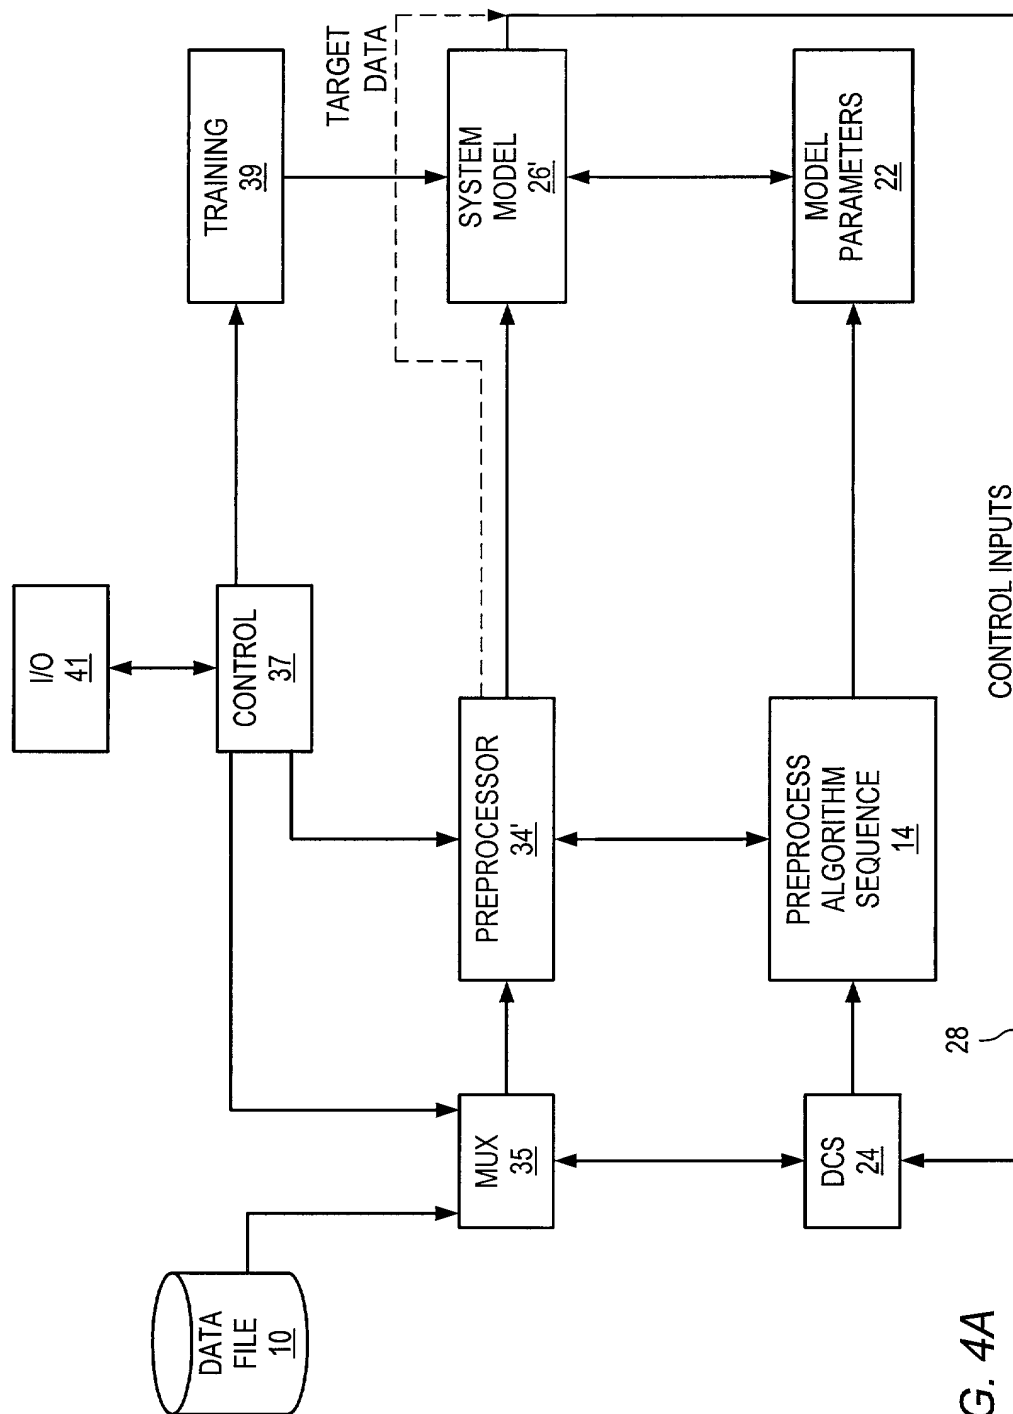 I/O
41
CONTROL
37
TRAINING
39
TARGET
DATA
DATA
FILE
10
MUX
35
PREPROCESSOR
34'
SYSTEM
MODEL
26'
DCS
24
PREPROCESS
ALGORITHM
SEQUENCE
14
MODEL
PARAMETERS
22
28
CONTROL INPUTS
G. 4A